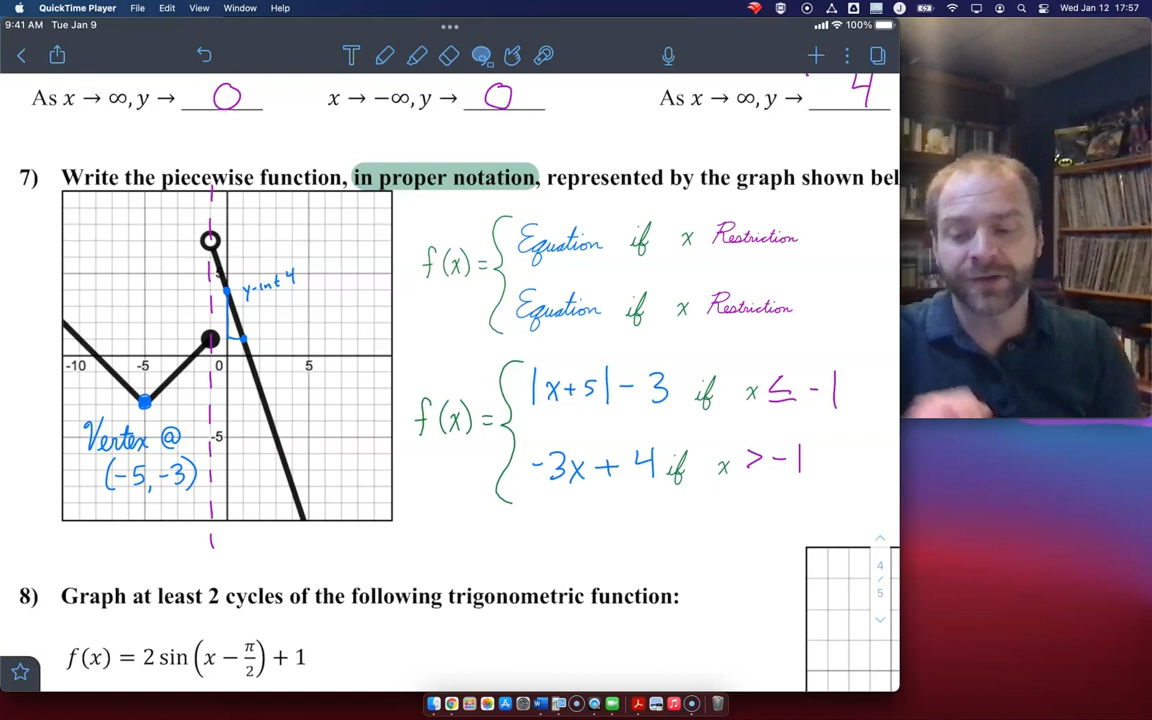 QuickTime Player File Edit View Window Help 100% Wed Jan 12 17:57
9:41 AM Tue Jan 9 100%
As x → ∞, y → 0 x → −∞, y → 0 As x → ∞, y → 4
7) Write the piecewise function, in proper notation, represented by the graph shown bel
f(x) = { Equation if x Restriction
Equation if x Restriction
y-int 4
-10 -5 0 5
-5
Vertex @
(-5, -3)
f(x) = { |x+5| - 3 if x ≤ -1
-3x + 4 if x > -1
4
/
5
8) Graph at least 2 cycles of the following trigonometric function:
f(x) = 2 sin (x − π/2) + 1